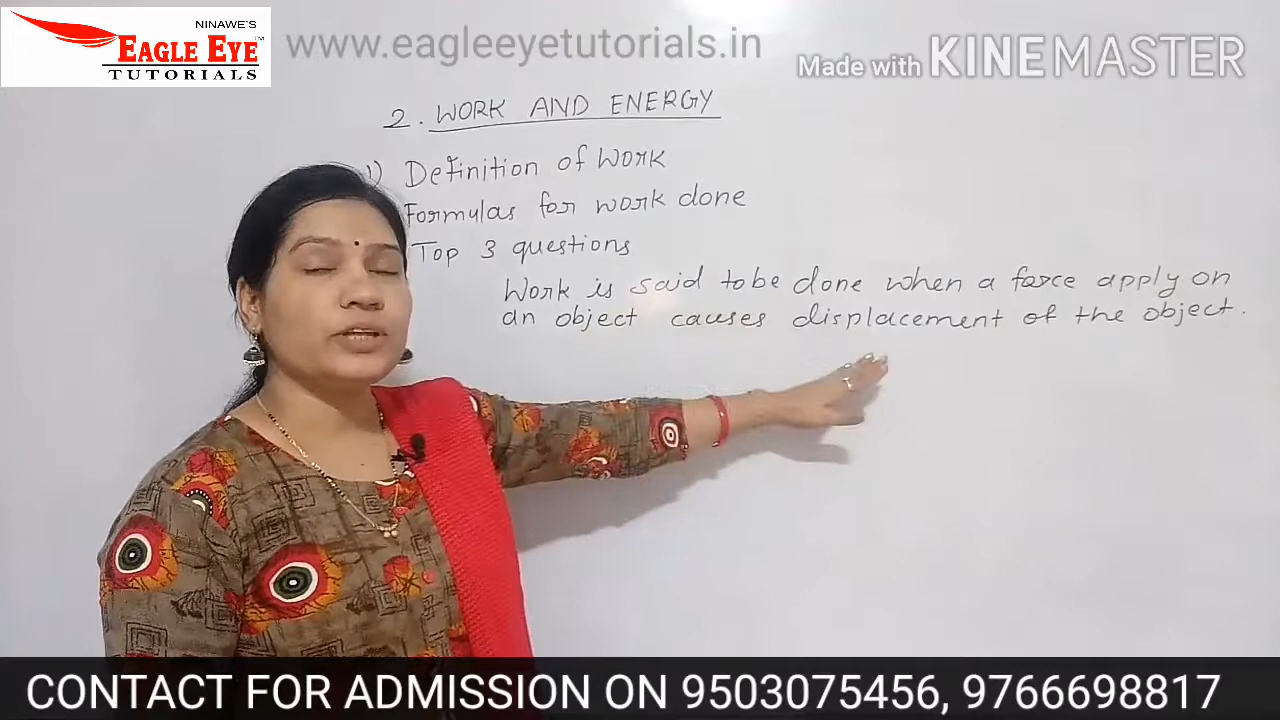 NINAWE'S
EAGLE EYE™
TUTORIALS
www.eagleeyetutorials.in
Made with KINEMASTER
2. WORK AND ENERGY
1) Definition of Work
Formulas for work done
Top 3 questions
Work is said to be done when a force apply on
an object causes displacement of the object.
CONTACT FOR ADMISSION ON 9503075456, 9766698817